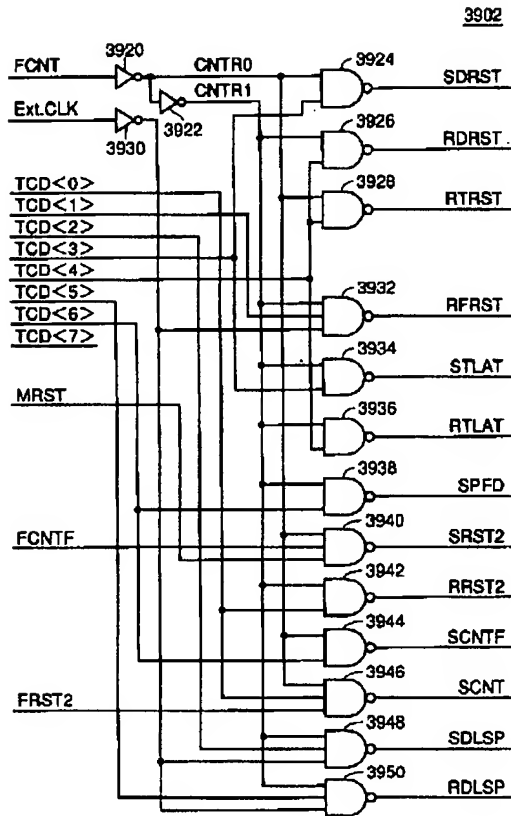 3902
3920
3924
FCNT
CNTR0
SDRST
CNTR1
3926
Ext.CLK
3922
RDRST
3930
3928
TCD<0>
RTRST
TCD<1>
TCD<2>
TCD<3>
TCD<4>
3932
TCD<5>
RFRST
TCD<6>
3934
TCD<7>
STLAT
MRST
3936
RTLAT
3938
SPFD
3940
FCNTF
SRST2
3942
RRST2
3944
SCNTF
3946
FRST2
SCNT
3948
SDLSP
3950
RDLSP